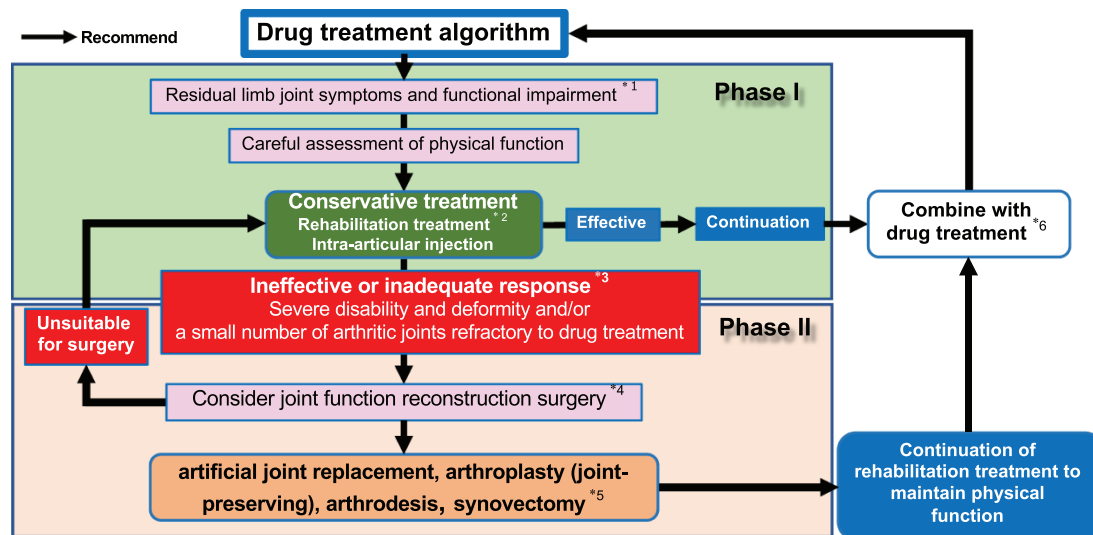 Recommend
Drug treatment algorithm
Phase I
Residual limb joint symptoms and functional impairment *1
Careful assessment of physical function
Conservative treatment
Rehabilitation treatment *2
Intra-articular injection
Effective
Continuation
Combine with
drug treatment *6
Ineffective or inadequate response *3
Severe disability and deformity and/or
a small number of arthritic joints refractory to drug treatment
Phase II
Unsuitable
for surgery
Consider joint function reconstruction surgery *4
artificial joint replacement, arthroplasty (joint-
preserving), arthrodesis, synovectomy *5
Continuation of
rehabilitation treatment to
maintain physical
function